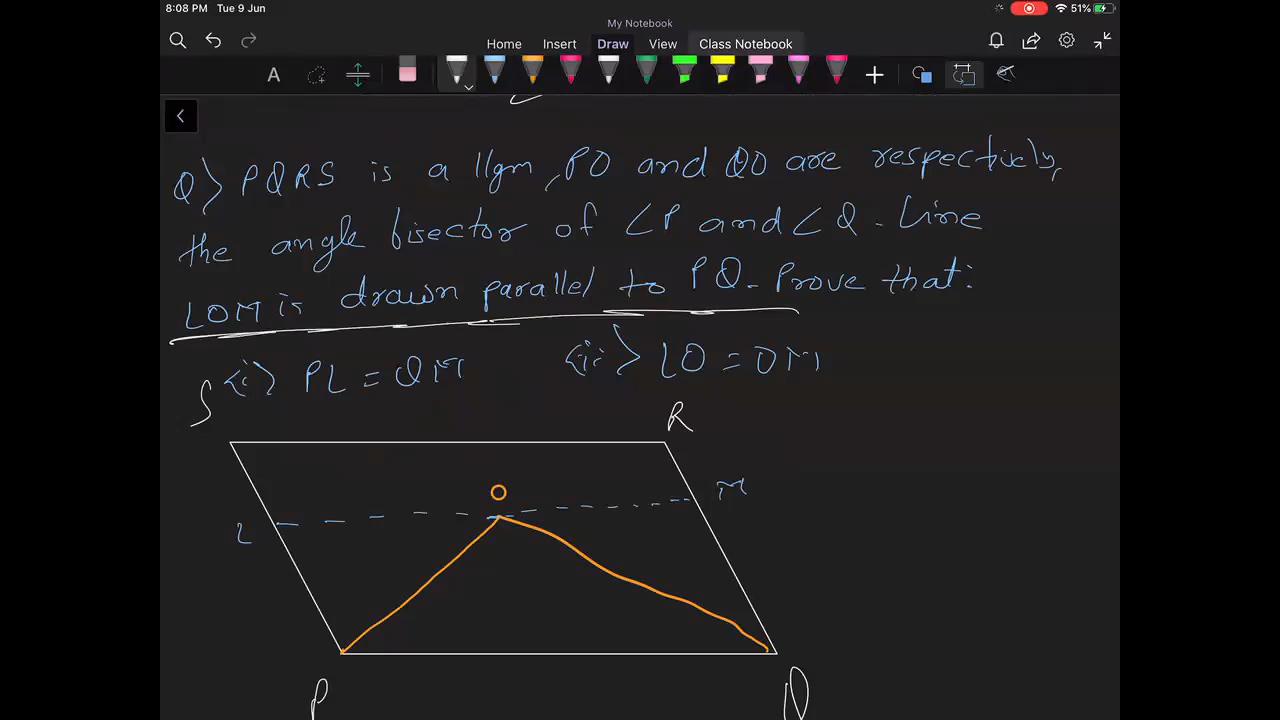 8:08 PM Tue 9 Jun
51%
My Notebook
Home Insert Draw View Class Notebook
A
Q> PQRS is a llgm, PO and QO are respectively,
the angle bisector of ∠P and ∠Q. Line
LOM is drawn parallel to PQ. Prove that:
<i> PL = QM <ii> LO = OM
S
R
O
M
L
P
Q